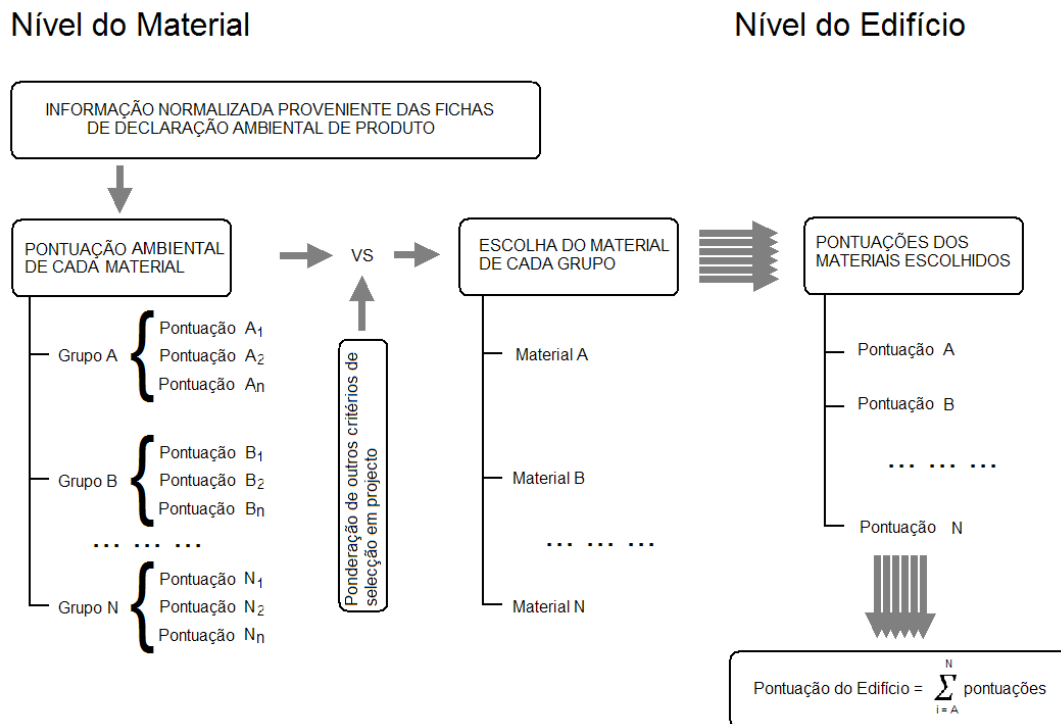 Nível do Material
Nível do Edifício
INFORMAÇÃO NORMALIZADA PROVENIENTE DAS FICHAS
DE DECLARAÇÃO AMBIENTAL DE PRODUTO
PONTUAÇÃO AMBIENTAL
DE CADA MATERIAL
Grupo A
Pontuação A1
Pontuação A2
Pontuação An
Grupo B
Pontuação B1
Pontuação B2
Pontuação Bn
... ... ...
Grupo N
Pontuação N1
Pontuação N2
Pontuação Nn
VS
Ponderação de outros critérios de
selecção em projecto
ESCOLHA DO MATERIAL
DE CADA GRUPO
Material A
Material B
... ... ...
Material N
PONTUAÇÕES DOS
MATERIAIS ESCOLHIDOS
Pontuação A
Pontuação B
... ... ...
Pontuação N
N
Pontuação do Edifício = Σ pontuações
i = A